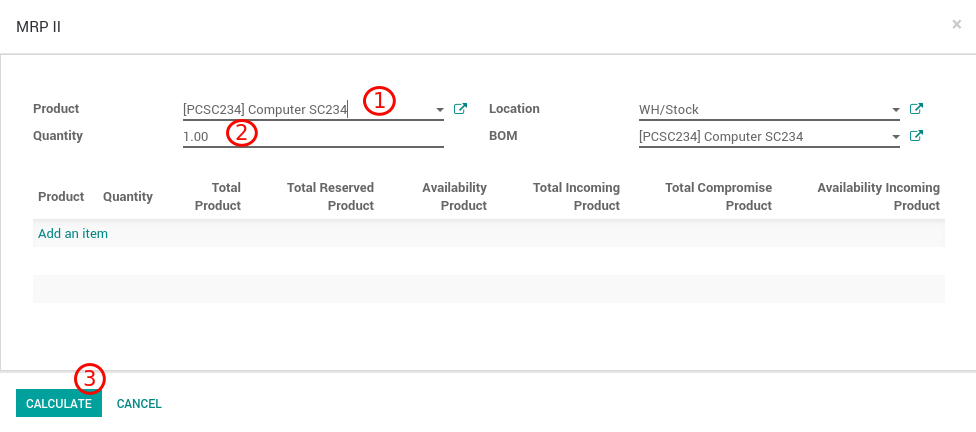 MRP II ×
Product [PCSC234] Computer SC234 1 Location WH/Stock
Quantity 1.00 2 BOM [PCSC234] Computer SC234
Product Quantity Total Product Total Reserved Product Availability Product Total Incoming Product Total Compromise Product Availability Incoming Product
Add an item
3
CALCULATE CANCEL